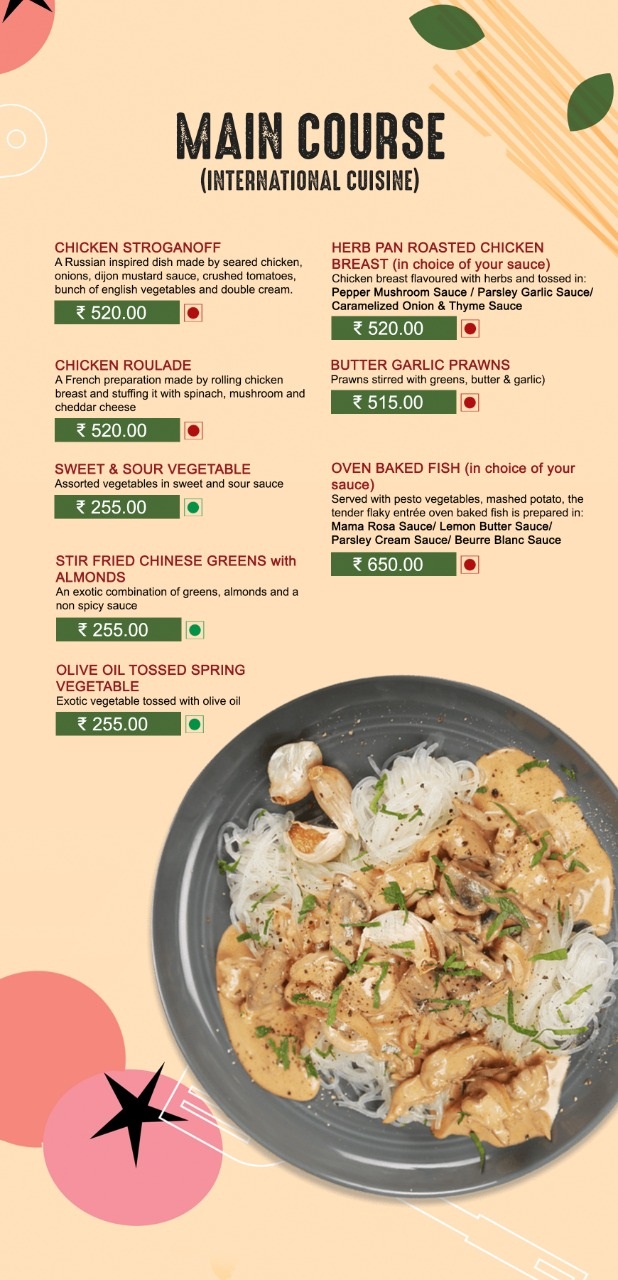 MAIN COURSE
(INTERNATIONAL CUISINE)
CHICKEN STROGANOFF
A Russian inspired dish made by seared chicken,
onions, dijon mustard sauce, crushed tomatoes,
bunch of english vegetables and double cream.
₹ 520.00
CHICKEN ROULADE
A French preparation made by rolling chicken
breast and stuffing it with spinach, mushroom and
cheddar cheese
₹ 520.00
SWEET & SOUR VEGETABLE
Assorted vegetables in sweet and sour sauce
₹ 255.00
STIR FRIED CHINESE GREENS with
ALMONDS
An exotic combination of greens, almonds and a
non spicy sauce
₹ 255.00
OLIVE OIL TOSSED SPRING
VEGETABLE
Exotic vegetable tossed with olive oil
₹ 255.00
HERB PAN ROASTED CHICKEN
BREAST (in choice of your sauce)
Chicken breast flavoured with herbs and tossed in:
Pepper Mushroom Sauce / Parsley Garlic Sauce/
Caramelized Onion & Thyme Sauce
₹ 520.00
BUTTER GARLIC PRAWNS
Prawns stirred with greens, butter & garlic)
₹ 515.00
OVEN BAKED FISH (in choice of your
sauce)
Served with pesto vegetables, mashed potato, the
tender flaky entrée oven baked fish is prepared in:
Mama Rosa Sauce/ Lemon Butter Sauce/
Parsley Cream Sauce/ Beurre Blanc Sauce
₹ 650.00